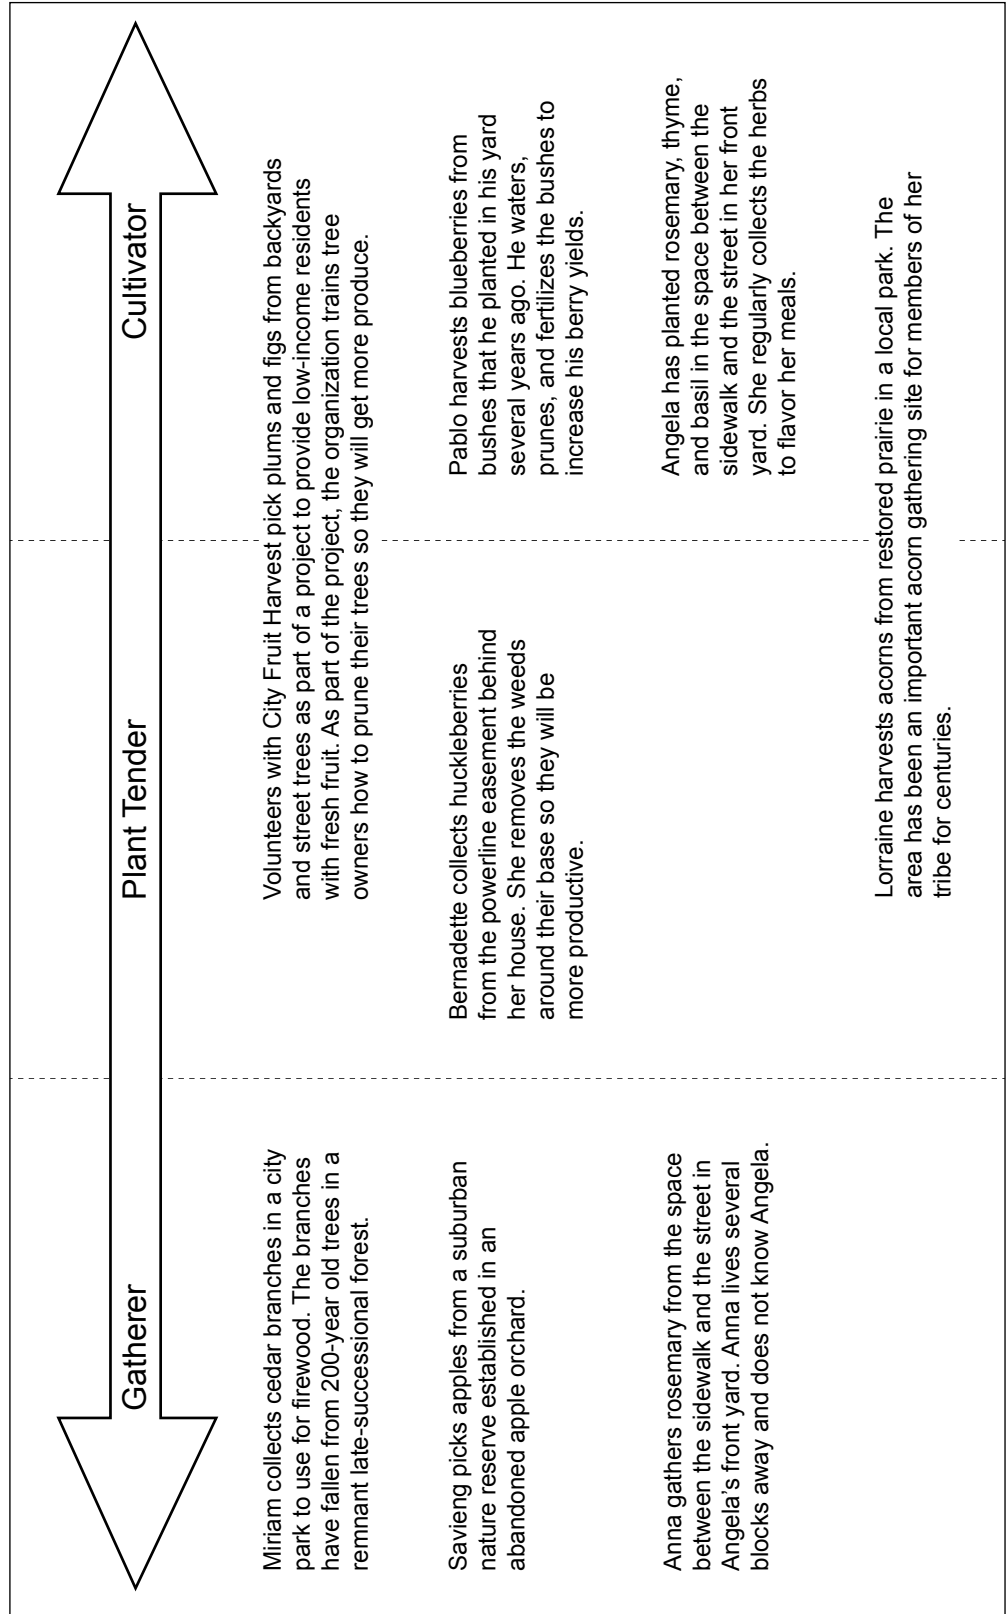 Gatherer
Plant Tender
Cultivator
Miriam collects cedar branches in a city
park to use for firewood. The branches
have fallen from 200-year old trees in a
remnant late-successional forest.
Volunteers with City Fruit Harvest pick plums and figs from backyards
and street trees as part of a project to provide low-income residents
with fresh fruit. As part of the project, the organization trains tree
owners how to prune their trees so they will get more produce.
Savieng picks apples from a suburban
nature reserve established in an
abandoned apple orchard.
Bernadette collects huckleberries
from the powerline easement behind
her house. She removes the weeds
around their base so they will be
more productive.
Pablo harvests blueberries from
bushes that he planted in his yard
several years ago. He waters,
prunes, and fertilizes the bushes to
increase his berry yields.
Anna gathers rosemary from the space
between the sidewalk and the street in
Angela's front yard. Anna lives several
blocks away and does not know Angela.
Angela has planted rosemary, thyme,
and basil in the space between the
sidewalk and the street in her front
yard. She regularly collects the herbs
to flavor her meals.
Lorraine harvests acorns from restored prairie in a local park. The
area has been an important acorn gathering site for members of her
tribe for centuries.